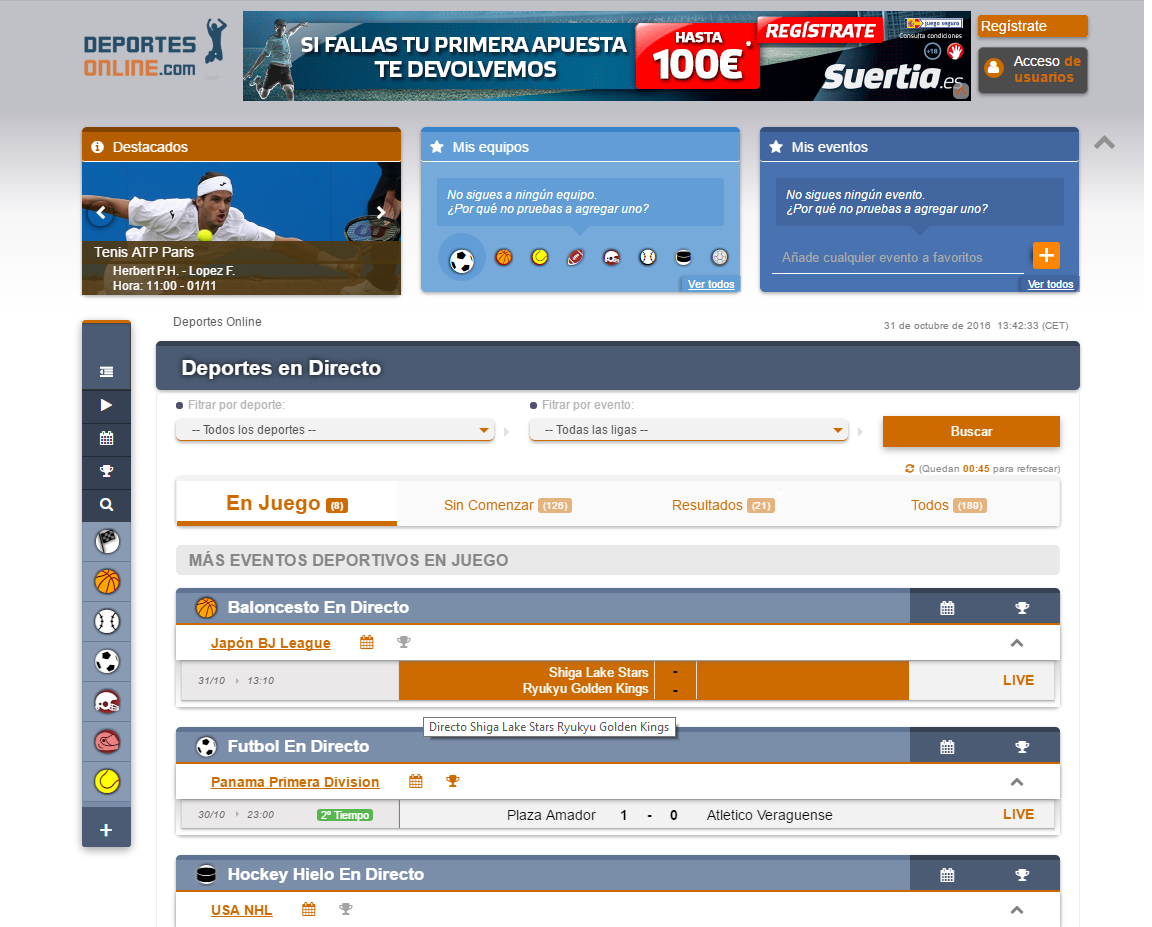 DEPORTES
ONLINE.com
SI FALLAS TU PRIMERA APUESTA
TE DEVOLVEMOS
HASTA
100€*
REGÍSTRATE
juego seguro
Consulta condiciones
+18
Suertia.es
Regístrate
Acceso de
usuarios
Destacados
Tenis ATP Paris
Herbert P.H. - Lopez F.
Hora: 11:00 - 01/11
Mis equipos
No sigues a ningún equipo.
¿Por qué no pruebas a agregar uno?
Ver todos
Mis eventos
No sigues ningún evento.
¿Por qué no pruebas a agregar uno?
Añade cualquier evento a favoritos
Ver todos
Deportes Online
31 de octubre de 2016 13:42:33 (CET)
Deportes en Directo
Fitrar por deporte:
Fitrar por evento:
-- Todos los deportes --
-- Todas las ligas --
Buscar
(Quedan 00:45 para refrescar)
En Juego (8)
Sin Comenzar (126)
Resultados (21)
Todos (189)
MÁS EVENTOS DEPORTIVOS EN JUEGO
Baloncesto En Directo
Japón BJ League
31/10 13:10
Shiga Lake Stars -
Ryukyu Golden Kings -
LIVE
Directo Shiga Lake Stars Ryukyu Golden Kings
Futbol En Directo
Panama Primera Division
30/10 23:00 2º Tiempo Plaza Amador 1 - 0 Atletico Veraguense LIVE
Hockey Hielo En Directo
USA NHL